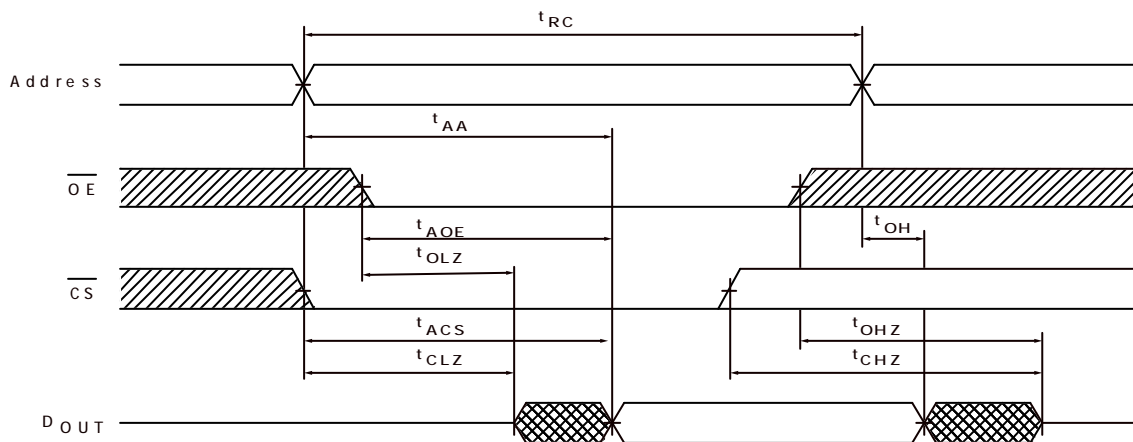 tRC
Address
tAA
OE
tOH
tAOE
tOLZ
CS
tACS
tOHZ
tCLZ
tCHZ
DOUT